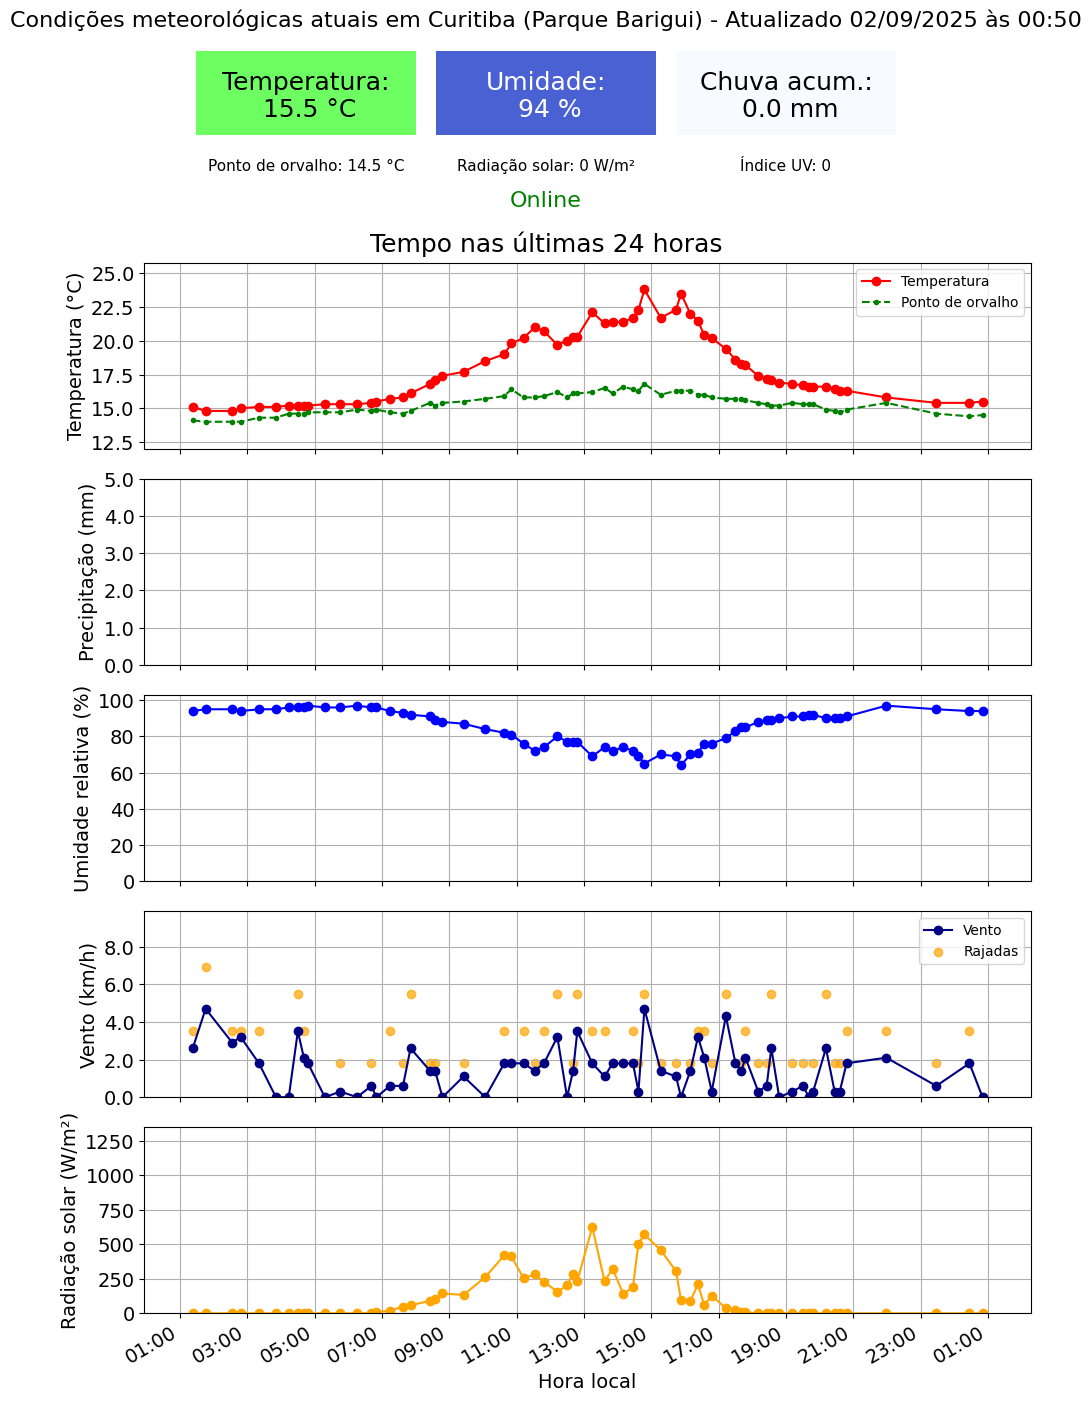 Condições meteorológicas atuais em Curitiba (Parque Barigui) - Atualizado 02/09/2025 às 00:50
Temperatura:
15.5 °C
Umidade:
94 %
Chuva acum.:
0.0 mm
Ponto de orvalho: 14.5 °C
Radiação solar: 0 W/m²
Índice UV: 0
Online
Tempo nas últimas 24 horas
Temperatura (°C)
25.0
22.5
20.0
17.5
15.0
12.5
Temperatura
Ponto de orvalho
Precipitação (mm)
5.0
4.0
3.0
2.0
1.0
0.0
Umidade relativa (%)
100
80
60
40
20
0
Vento (km/h)
8.0
6.0
4.0
2.0
0.0
Vento
Rajadas
Radiação solar (W/m²)
1250
1000
750
500
250
0
01:00 03:00 05:00 07:00 09:00 11:00 13:00 15:00 17:00 19:00 21:00 23:00 01:00
Hora local